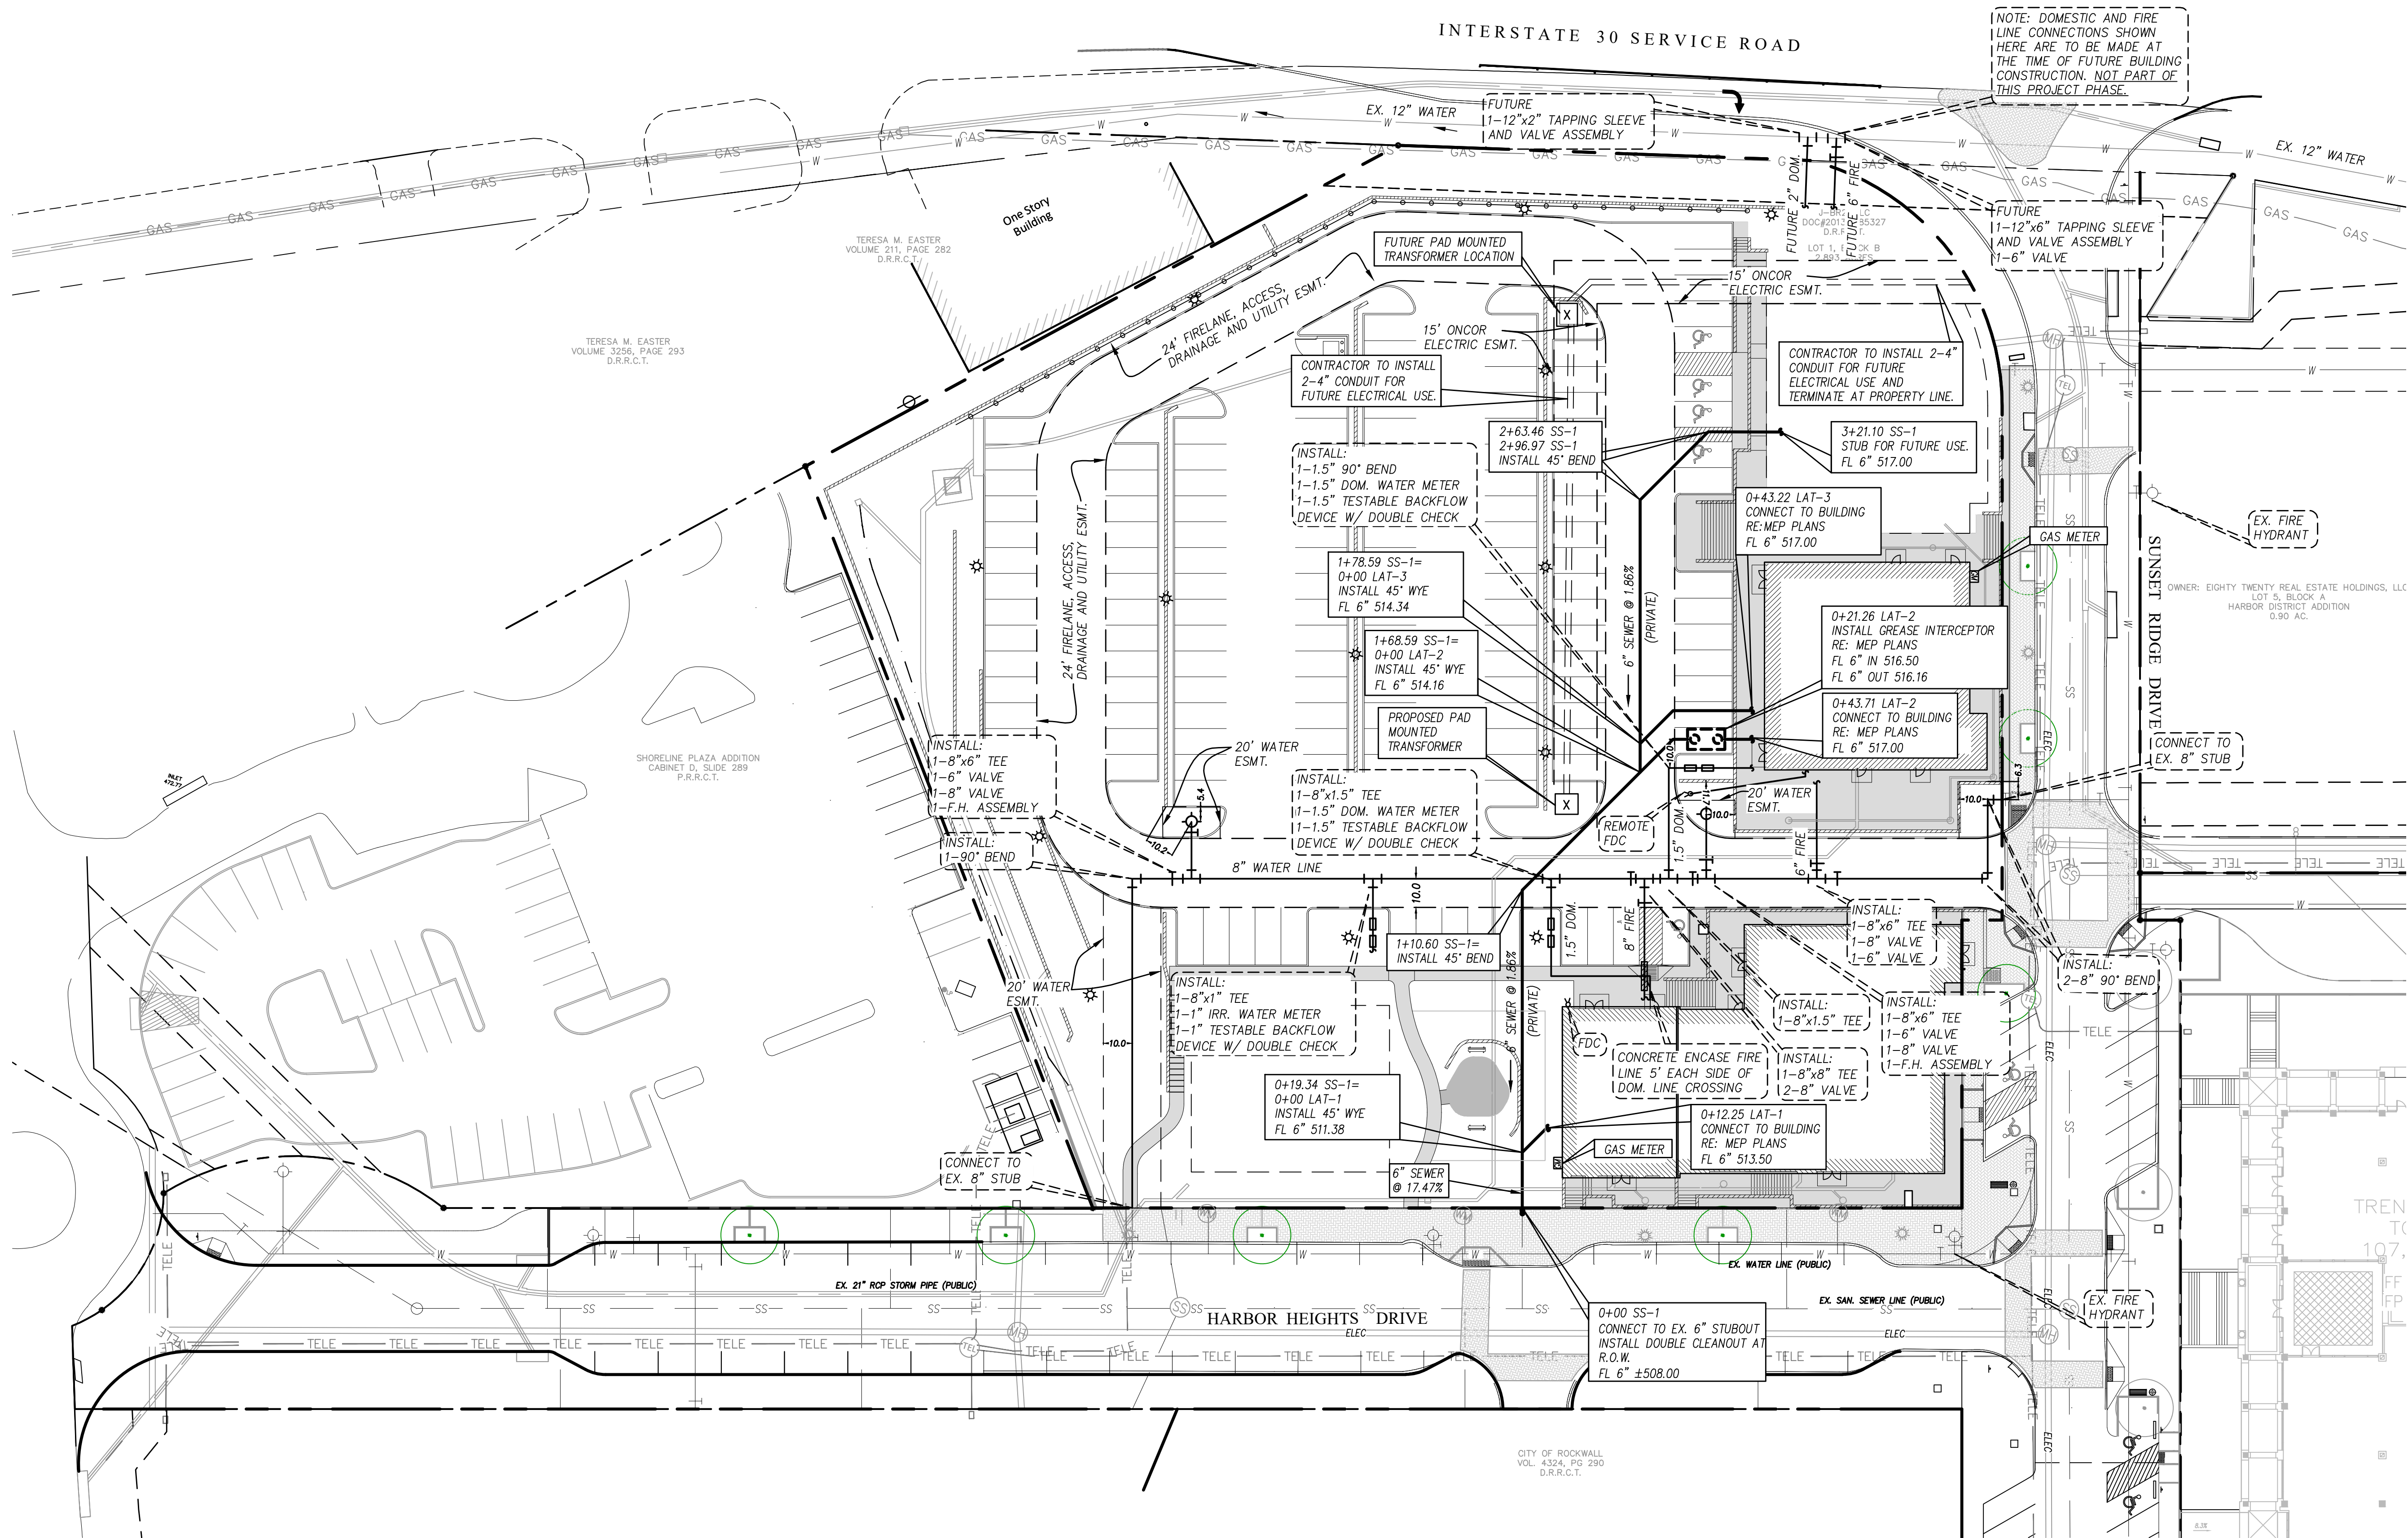 INTERSTATE 30 SERVICE ROAD
NOTE: DOMESTIC AND FIRE
LINE CONNECTIONS SHOWN
HERE ARE TO BE MADE AT
THE TIME OF FUTURE BUILDING
CONSTRUCTION. NOT PART OF
THIS PROJECT PHASE.
FUTURE
1-12"x2" TAPPING SLEEVE
AND VALVE ASSEMBLY
EX. 12" WATER
EX. 12" WATER
FUTURE 2" DOM.
FUTURE 6" FIRE
FUTURE
1-12"x6" TAPPING SLEEVE
AND VALVE ASSEMBLY
1-6" VALVE
One Story
Building
TERESA M. EASTER
VOLUME 211, PAGE 282
D.R.R.C.T.
TERESA M. EASTER
VOLUME 3256, PAGE 293
D.R.R.C.T.
FUTURE PAD MOUNTED
TRANSFORMER LOCATION
24' FIRELANE, ACCESS,
DRAINAGE AND UTILITY ESMT.
15' ONCOR
ELECTRIC ESMT.
15' ONCOR
ELECTRIC ESMT.
CONTRACTOR TO INSTALL
2-4" CONDUIT FOR
FUTURE ELECTRICAL USE.
CONTRACTOR TO INSTALL 2-4"
CONDUIT FOR FUTURE
ELECTRICAL USE AND
TERMINATE AT PROPERTY LINE.
2+63.46 SS-1
2+96.97 SS-1
INSTALL 45° BEND
3+21.10 SS-1
STUB FOR FUTURE USE.
FL 6" 517.00
INSTALL:
1-1.5" 90° BEND
1-1.5" DOM. WATER METER
1-1.5" TESTABLE BACKFLOW
DEVICE W/ DOUBLE CHECK
0+43.22 LAT-3
CONNECT TO BUILDING
RE:MEP PLANS
FL 6" 517.00
GAS METER
EX. FIRE
HYDRANT
SUNSET RIDGE DRIVE
24' FIRELANE, ACCESS,
DRAINAGE AND UTILITY ESMT.
1+78.59 SS-1=
0+00 LAT-3
INSTALL 45° WYE
FL 6" 514.34
6" SEWER @ 1.86%
(PRIVATE)
OWNER: EIGHTY TWENTY REAL ESTATE HOLDINGS, LLC
LOT 5, BLOCK A
HARBOR DISTRICT ADDITION
0.90 AC.
0+21.26 LAT-2
INSTALL GREASE INTERCEPTOR
RE: MEP PLANS
FL 6" IN 516.50
FL 6" OUT 516.16
1+68.59 SS-1=
0+00 LAT-2
INSTALL 45° WYE
FL 6" 514.16
0+43.71 LAT-2
CONNECT TO BUILDING
RE: MEP PLANS
FL 6" 517.00
PROPOSED PAD
MOUNTED
TRANSFORMER
SHORELINE PLAZA ADDITION
CABINET D, SLIDE 289
P.R.R.C.T.
INLET
472.77
INSTALL:
1-8"x6" TEE
1-6" VALVE
1-8" VALVE
1-F.H. ASSEMBLY
20' WATER
ESMT.
CONNECT TO
EX. 8" STUB
INSTALL:
1-8"x1.5" TEE
1-1.5" DOM. WATER METER
1-1.5" TESTABLE BACKFLOW
DEVICE W/ DOUBLE CHECK
20' WATER
ESMT.
REMOTE
FDC
1.5" DOM.
6" FIRE
INSTALL:
1-90° BEND
8" WATER LINE
5.4
10.2
10.0
10.0
10.0
10.0
6.3
INSTALL:
1-8"x6" TEE
1-8" VALVE
1-6" VALVE
1+10.60 SS-1=
INSTALL 45° BEND
1.5" DOM.
8" FIRE
INSTALL:
2-8" 90° BEND
20' WATER
ESMT.
10.0
INSTALL:
1-8"x1" TEE
1-1" IRR. WATER METER
1-1" TESTABLE BACKFLOW
DEVICE W/ DOUBLE CHECK
6" SEWER @ 1.86%
(PRIVATE)
INSTALL:
1-8"x1.5" TEE
INSTALL:
1-8"x6" TEE
1-6" VALVE
1-8" VALVE
1-F.H. ASSEMBLY
FDC
CONCRETE ENCASE FIRE
LINE 5' EACH SIDE OF
DOM. LINE CROSSING
INSTALL:
1-8"x8" TEE
2-8" VALVE
0+19.34 SS-1=
0+00 LAT-1
INSTALL 45° WYE
FL 6" 511.38
0+12.25 LAT-1
CONNECT TO BUILDING
RE: MEP PLANS
FL 6" 513.50
GAS METER
CONNECT TO
EX. 8" STUB
6" SEWER
@ 17.47%
EX. 21" RCP STORM PIPE (PUBLIC)
EX. WATER LINE (PUBLIC)
EX. SAN. SEWER LINE (PUBLIC)
HARBOR HEIGHTS DRIVE
EX. FIRE
HYDRANT
0+00 SS-1
CONNECT TO EX. 6" STUBOUT
INSTALL DOUBLE CLEANOUT AT
R.O.W.
FL 6" ±508.00
CITY OF ROCKWALL
VOL. 4324, PG 290
D.R.R.C.T.